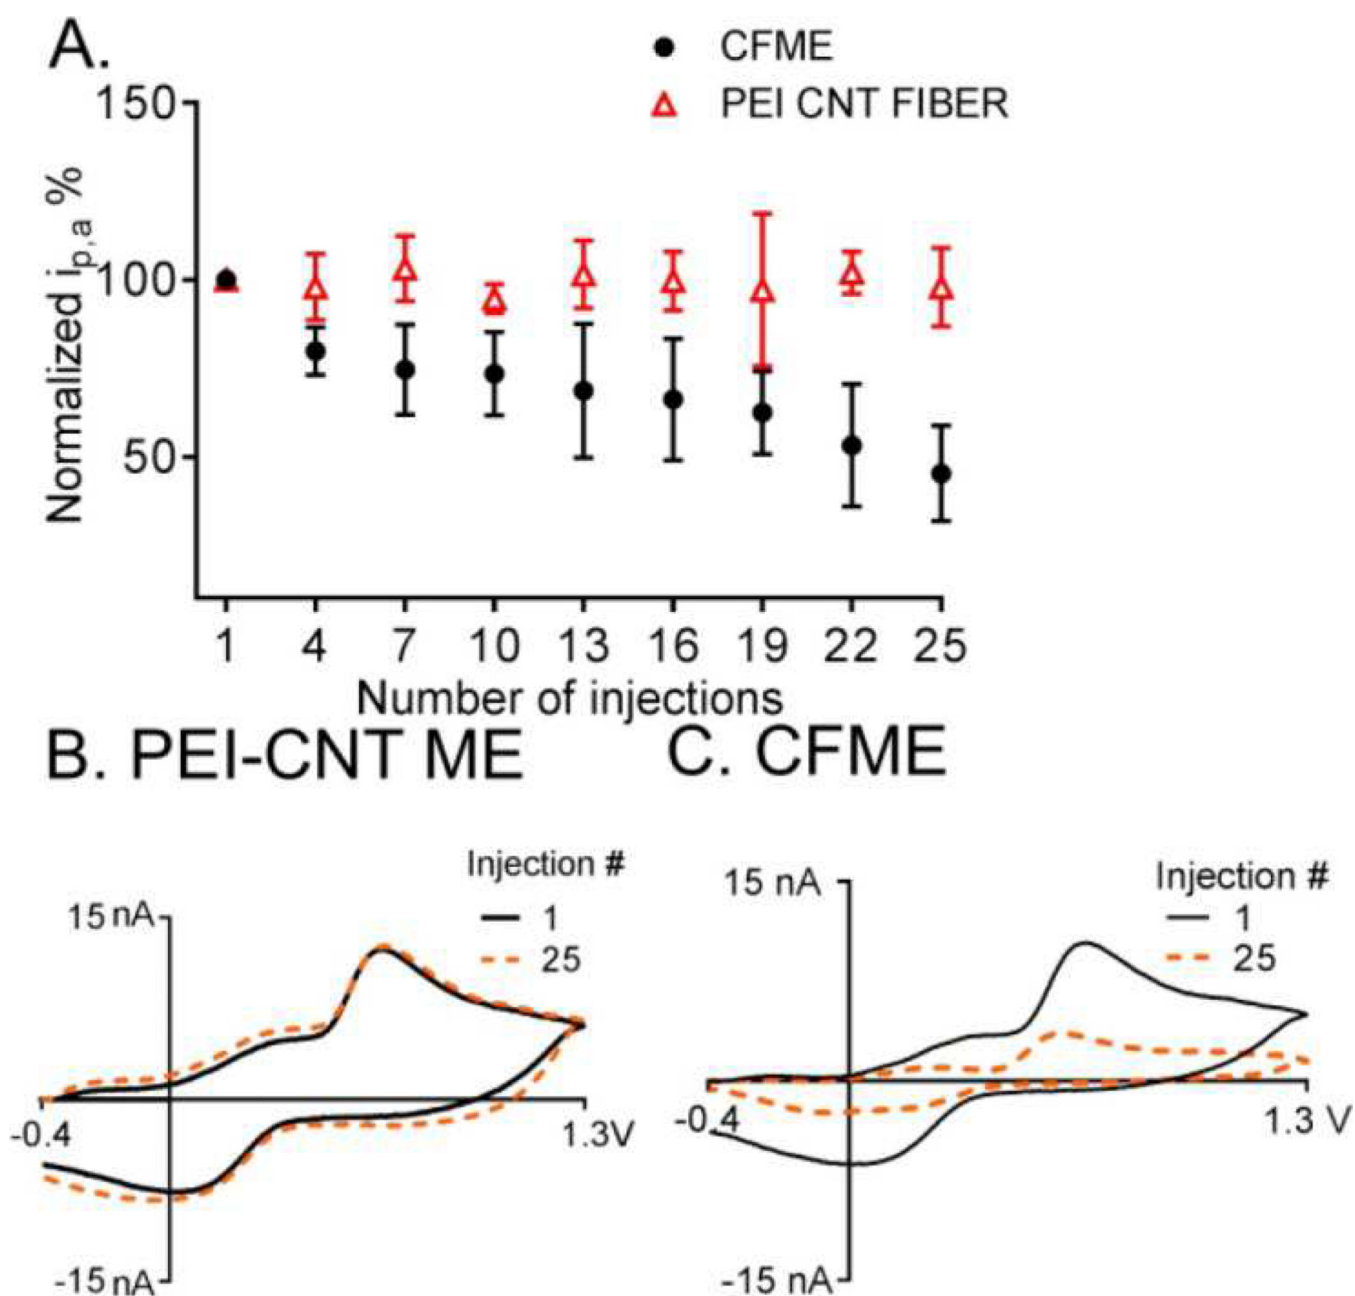 A.
CFME
PEI CNT FIBER
150
100
50
Normalized i p,a %
1 4 7 10 13 16 19 22 25
Number of injections
B. PEI-CNT ME
C. CFME
Injection #
1
25
15 nA
-0.4
1.3V
-15 nA
Injection #
1
25
15 nA
-0.4
1.3 V
-15 nA